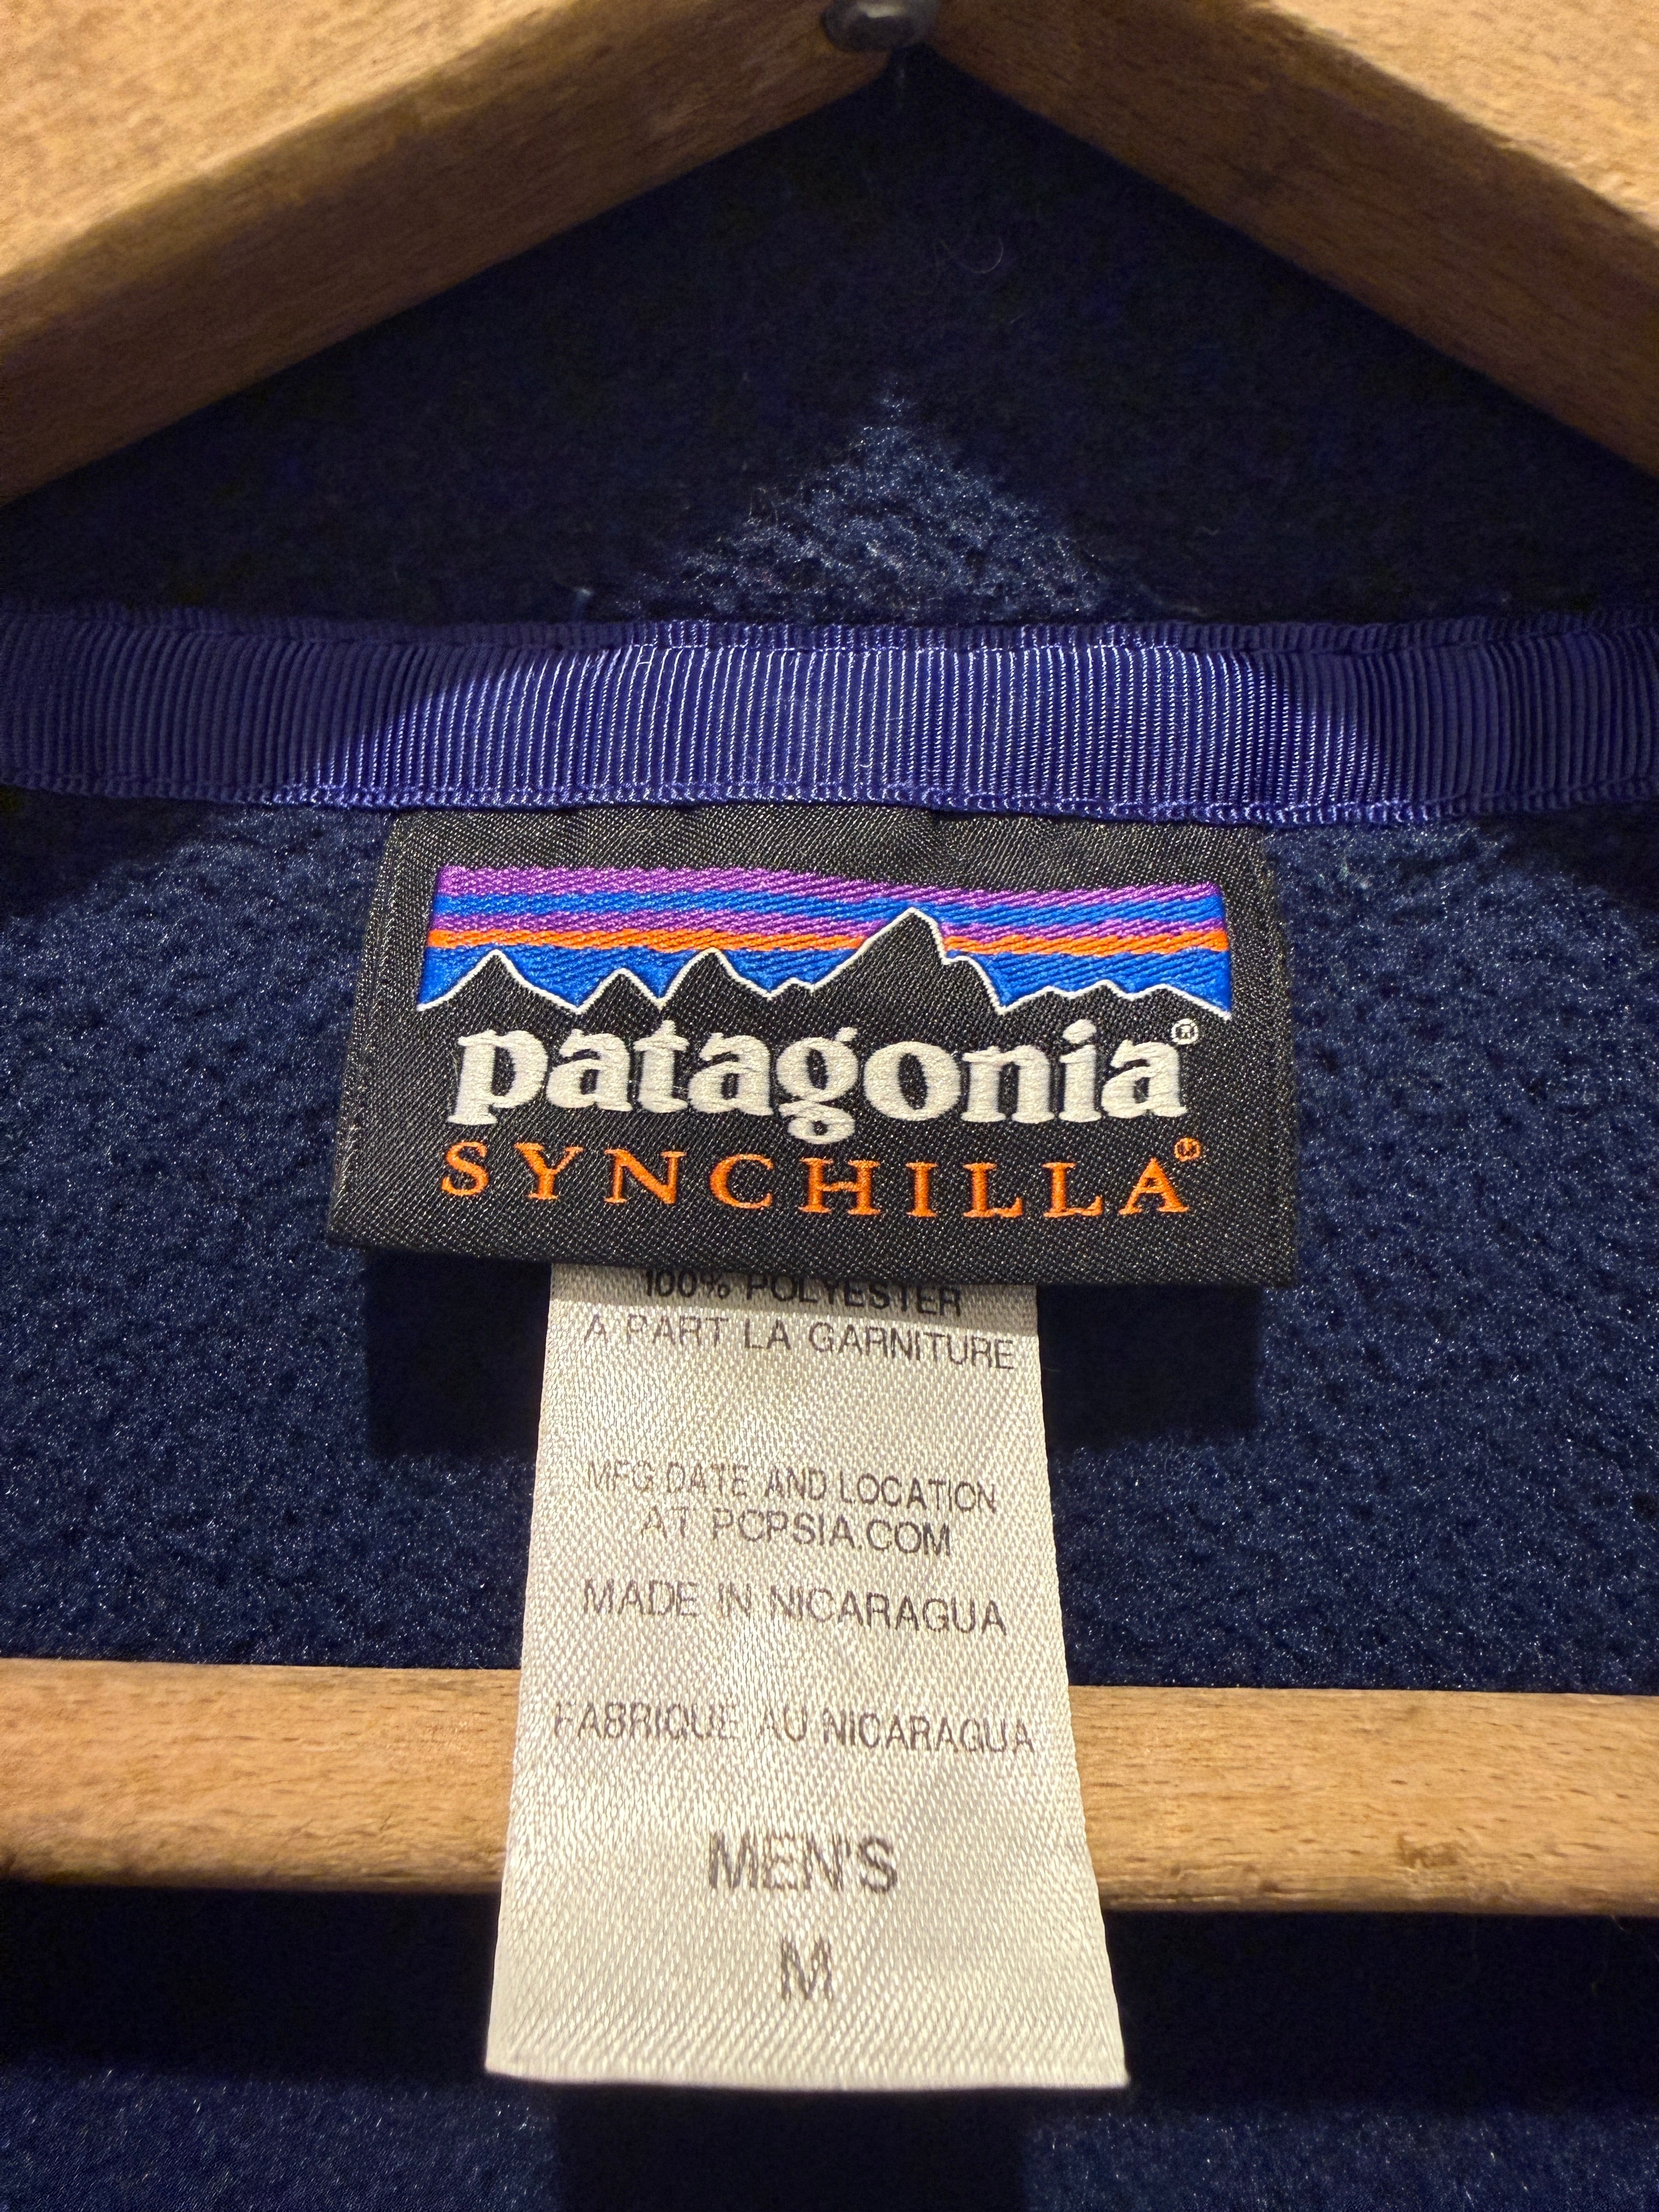 patagonia®
SYNCHILLA®
100% POLYESTER
A PART LA GARNITURE
MFG DATE AND LOCATION
AT PCPSIA.COM
MADE IN NICARAGUA
FABRIQUE AU NICARAGUA
MEN'S
M